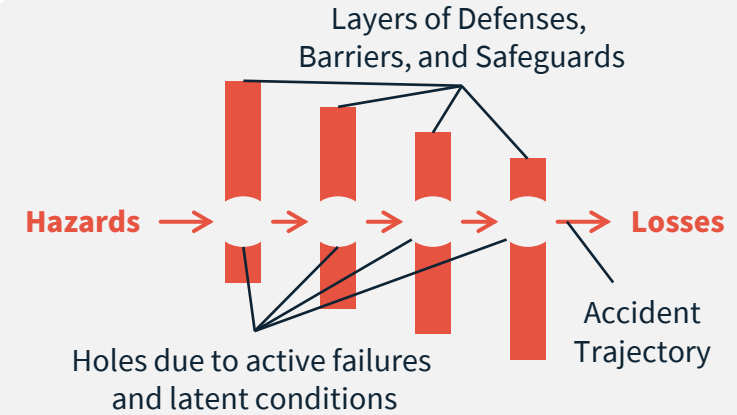 Layers of Defenses,
Barriers, and Safeguards
Hazards
Losses
Accident
Trajectory
Holes due to active failures
and latent conditions